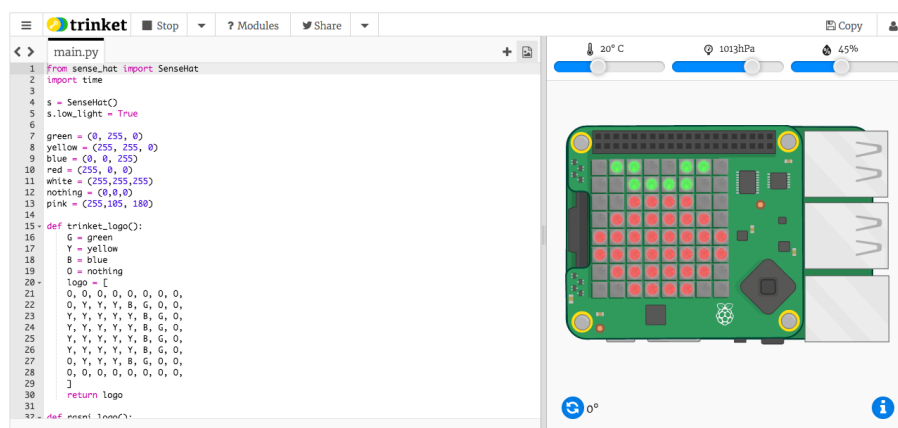 trinket Stop ? Modules Share Copy
main.py
20° C 1013hPa 45%
1 from sense_hat import SenseHat
2 import time
3
4 s = SenseHat()
5 s.low_light = True
6
7 green = (0, 255, 0)
8 yellow = (255, 255, 0)
9 blue = (0, 0, 255)
10 red = (255, 0, 0)
11 white = (255,255,255)
12 nothing = (0,0,0)
13 pink = (255,105, 180)
14
15 def trinket_logo():
16 G = green
17 Y = yellow
18 B = blue
19 O = nothing
20 logo = [
21 O, O, O, O, O, O, O, O,
22 O, Y, Y, Y, B, G, O, O,
23 Y, Y, Y, Y, Y, B, G, O,
24 Y, Y, Y, Y, Y, B, G, O,
25 Y, Y, Y, Y, Y, B, G, O,
26 Y, Y, Y, Y, Y, B, G, O,
27 O, Y, Y, Y, B, G, O, O,
28 O, O, O, O, O, O, O, O,
29 ]
30 return logo
31
32 def raspi_logo():
0°